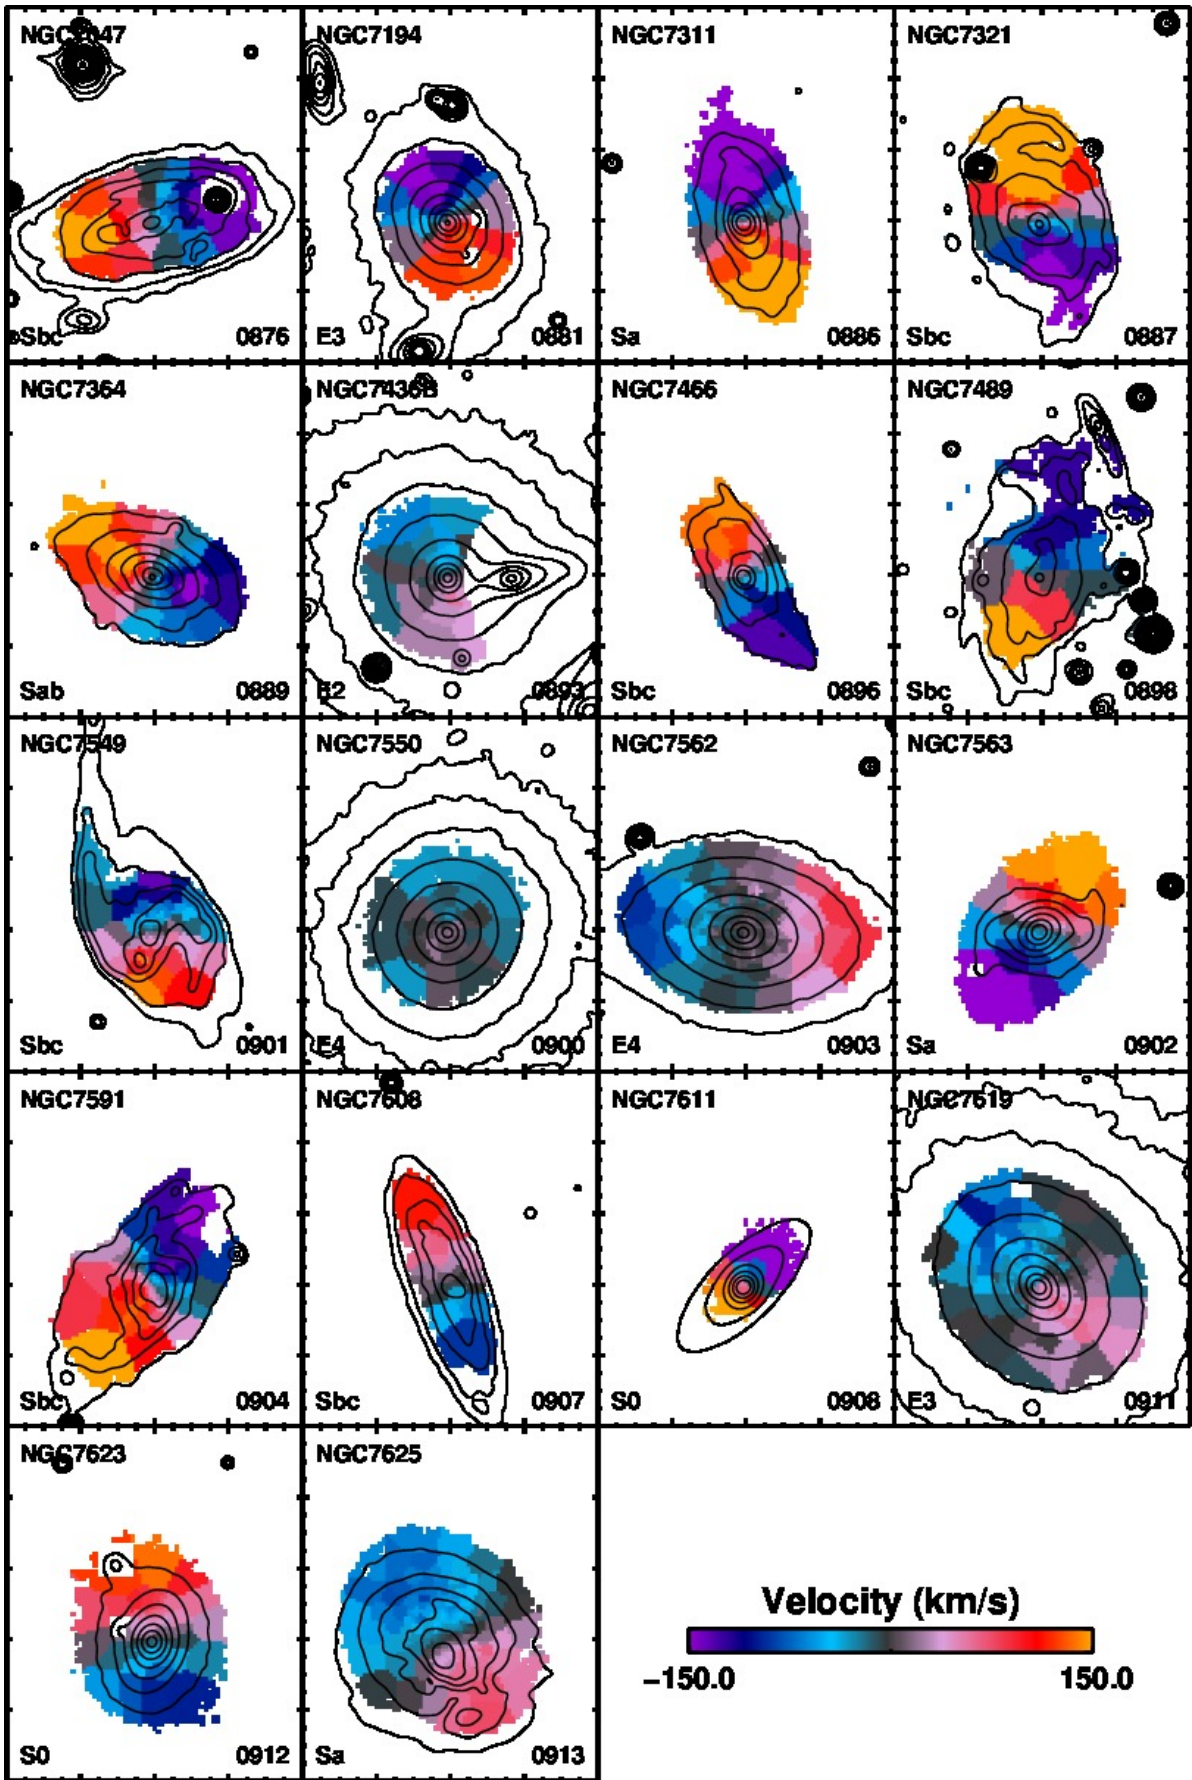 NGC7047 NGC7194 NGC7311 NGC7321
Sbc 0876 E3 0881 Sa 0886 Sbc 0887
NGC7364 NGC7436B NGC7466 NGC7489
Sab 0889 E2 0893 Sbc 0896 Sbc 0898
NGC7549 NGC7550 NGC7562 NGC7563
Sbc 0901 E4 0900 E4 0903 Sa 0902
NGC7591 NGC7608 NGC7611 NGC7619
Sbc 0904 Sbc 0907 S0 0908 E3 0911
NGC7623 NGC7625
Velocity (km/s)
−150.0 150.0
S0 0912 Sa 0913